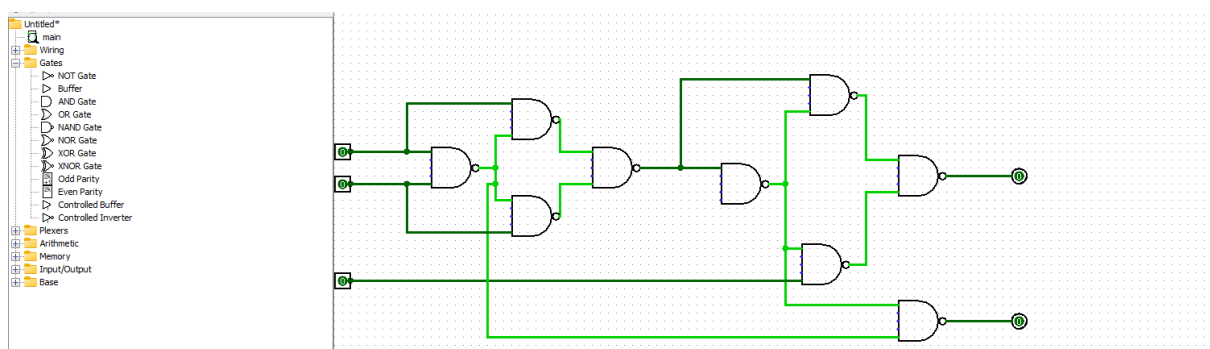 Untitled*
main
Wiring
Gates
NOT Gate
Buffer
AND Gate
OR Gate
NAND Gate
NOR Gate
XOR Gate
XNOR Gate
Odd Parity
Even Parity
Controlled Buffer
Controlled Inverter
Plexers
Arithmetic
Memory
Input/Output
Base
0
0
0
0
0